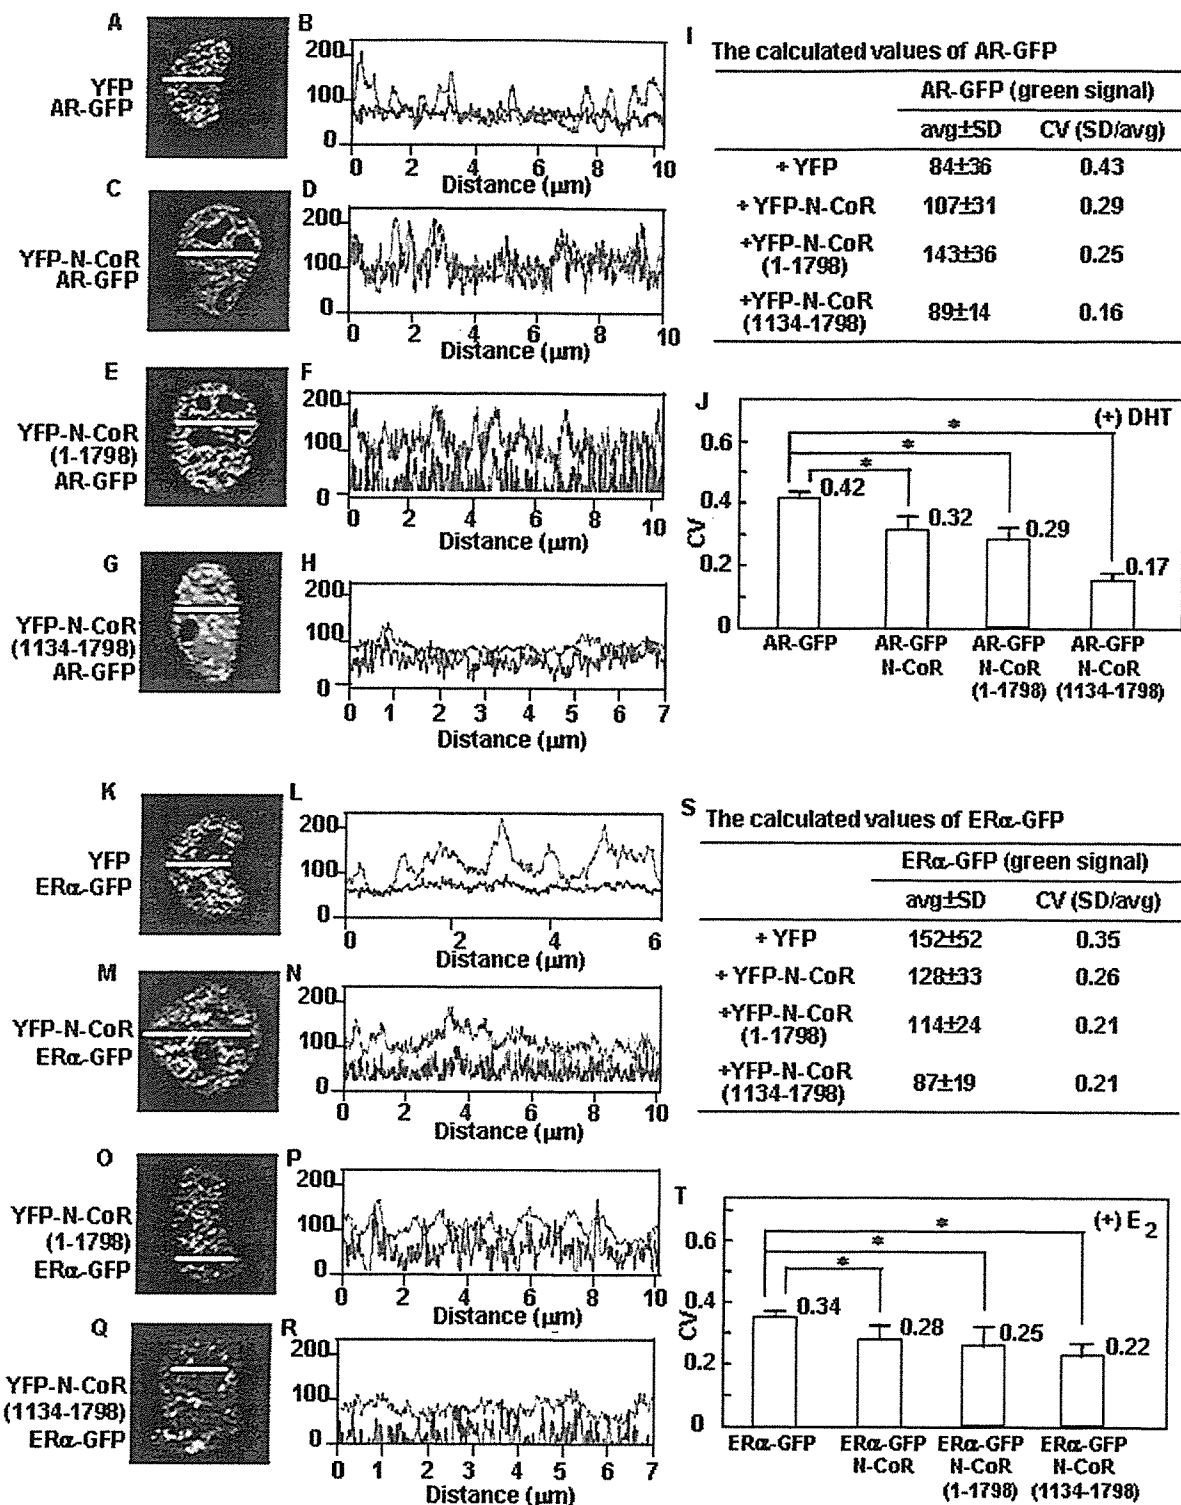 A
YFP
AR-GFP
B
200
100
0
0 2 4 6 8 10
Distance (µm)
C
YFP-N-CoR
AR-GFP
D
200
100
0
0 2 4 6 8 10
Distance (µm)
E
YFP-N-CoR
(1-1798)
AR-GFP
F
200
100
0
0 2 4 6 8 10
Distance (µm)
G
YFP-N-CoR
(1134-1798)
AR-GFP
H
200
100
0
0 1 2 3 4 5 6 7
Distance (µm)
I The calculated values of AR-GFP
AR-GFP (green signal)
avg±SD CV (SD/avg)
+ YFP 84±36 0.43
+ YFP-N-CoR 107±31 0.29
+YFP-N-CoR
(1-1798) 143±36 0.25
+YFP-N-CoR
(1134-1798) 89±14 0.16
J
(+) DHT
CV
0.6
0.4
0.2
0
*
*
*
0.42
0.32
0.29
0.17
AR-GFP
AR-GFP
N-CoR
AR-GFP
N-CoR
(1-1798)
AR-GFP
N-CoR
(1134-1798)
K
YFP
ERα-GFP
L
200
100
0
0 2 4 6
Distance (µm)
M
YFP-N-CoR
ERα-GFP
N
200
100
0
0 2 4 6 8 10
Distance (µm)
O
YFP-N-CoR
(1-1798)
ERα-GFP
P
200
100
0
0 2 4 6 8 10
Distance (µm)
Q
YFP-N-CoR
(1134-1798)
ERα-GFP
R
200
100
0
0 1 2 3 4 5 6 7
Distance (µm)
S The calculated values of ERα-GFP
ERα-GFP (green signal)
avg±SD CV (SD/avg)
+ YFP 152±52 0.35
+ YFP-N-CoR 128±33 0.26
+YFP-N-CoR
(1-1798) 114±24 0.21
+YFP-N-CoR
(1134-1798) 87±19 0.21
T
(+) E2
CV
0.6
0.4
0.2
0
*
*
*
0.34
0.28
0.25
0.22
ERα-GFP
ERα-GFP
N-CoR
ERα-GFP
N-CoR
(1-1798)
ERα-GFP
N-CoR
(1134-1798)